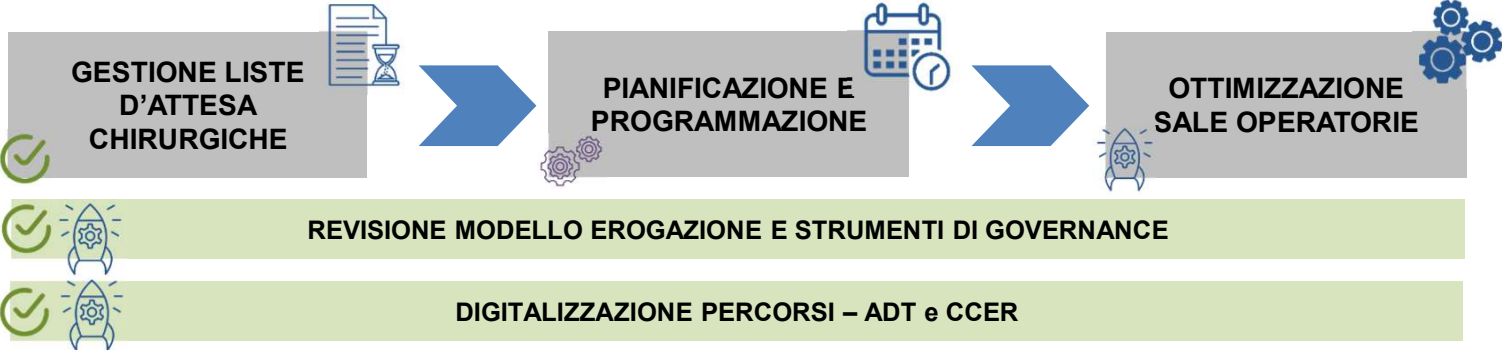 GESTIONE LISTE
D’ATTESA
CHIRURGICHE
PIANIFICAZIONE E
PROGRAMMAZIONE
OTTIMIZZAZIONE
SALE OPERATORIE
REVISIONE MODELLO EROGAZIONE E STRUMENTI DI GOVERNANCE
DIGITALIZZAZIONE PERCORSI – ADT e CCER